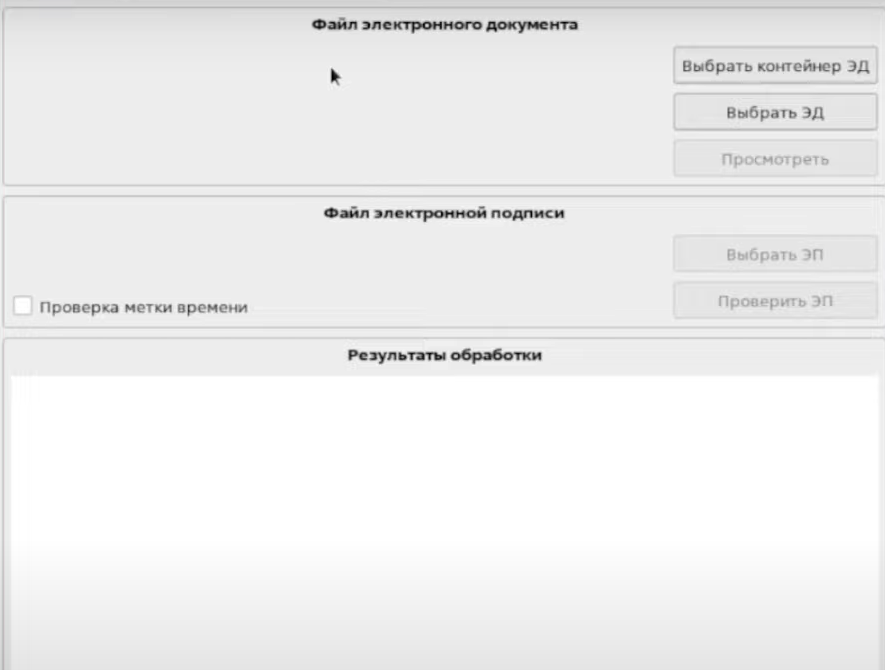 Файл электронного документа
Выбрать контейнер ЭД
Выбрать ЭД
Просмотреть
Файл электронной подписи
Выбрать ЭП
Проверка метки времени
Проверить ЭП
Результаты обработки